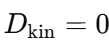 D_kin = 0